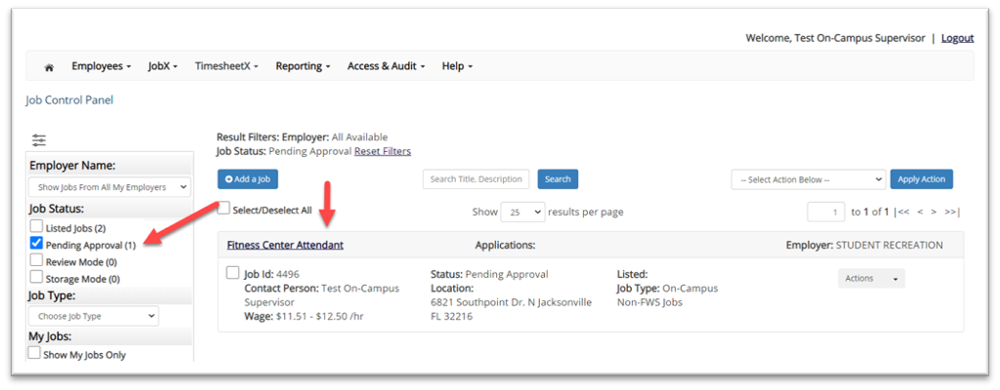 Welcome, Test On-Campus Supervisor | Logout
Employees JobX TimesheetX Reporting Access & Audit Help
Job Control Panel
Result Filters: Employer: All Available
Job Status: Pending Approval Reset Filters
Employer Name:
Show Jobs From All My Employers
Job Status:
Listed Jobs (2)
Pending Approval (1)
Review Mode (0)
Storage Mode (0)
Job Type:
Choose Job Type
My Jobs:
Show My Jobs Only
Add a Job Search Title, Description Search -- Select Action Below -- Apply Action
Select/Deselect All Show 25 results per page 1 to 1 of 1 |<< < > >>|
Fitness Center Attendant Applications: Employer: STUDENT RECREATION
Job Id: 4496
Contact Person: Test On-Campus
Supervisor
Wage: $11.51 - $12.50 /hr
Status: Pending Approval
Location:
6821 Southpoint Dr. N Jacksonville
FL 32216
Listed:
Job Type: On-Campus
Non-FWS Jobs
Actions